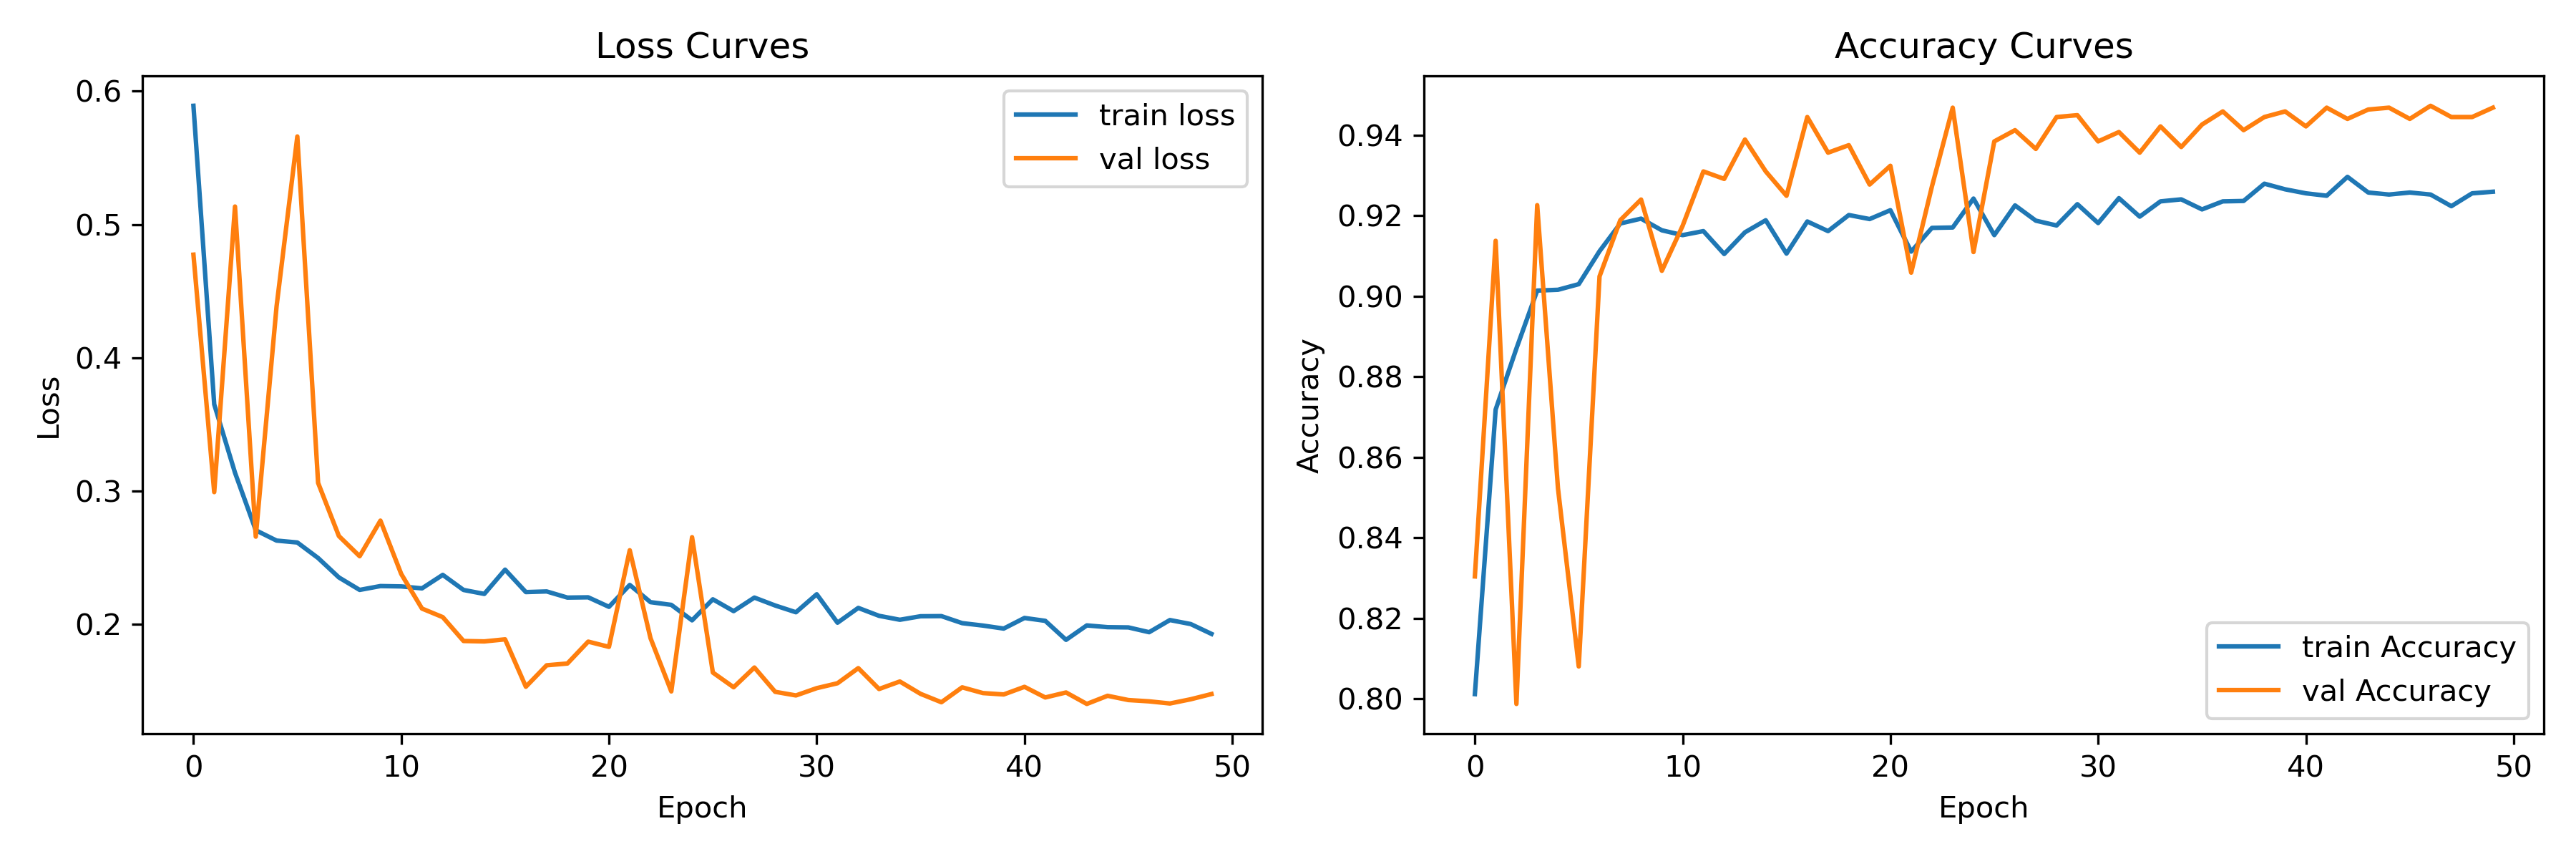 Loss Curves
0.6
0.5
0.4
0.3
0.2
Loss
train loss
val loss
0 10 20 30 40 50
Epoch
Accuracy Curves
0.94
0.92
0.90
0.88
0.86
0.84
0.82
0.80
Accuracy
train Accuracy
val Accuracy
0 10 20 30 40 50
Epoch